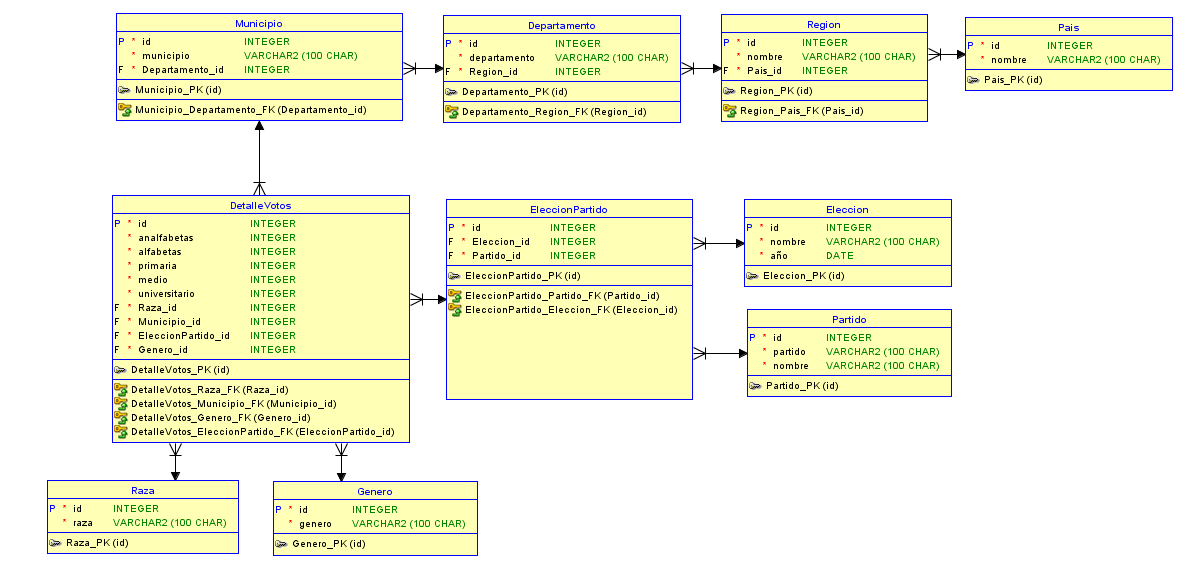 Municipio
P * id INTEGER
* municipio VARCHAR2 (100 CHAR)
F * Departamento_id INTEGER
Municipio_PK (id)
Municipio_Departamento_FK (Departamento_id)
Departamento
P * id INTEGER
* departamento VARCHAR2 (100 CHAR)
F * Region_id INTEGER
Departamento_PK (id)
Departamento_Region_FK (Region_id)
Region
P * id INTEGER
* nombre VARCHAR2 (100 CHAR)
F * Pais_id INTEGER
Region_PK (id)
Region_Pais_FK (Pais_id)
Pais
P * id INTEGER
* nombre VARCHAR2 (100 CHAR)
Pais_PK (id)
DetalleVotos
P * id INTEGER
* analfabetas INTEGER
* alfabetas INTEGER
* primaria INTEGER
* medio INTEGER
* universitario INTEGER
F * Raza_id INTEGER
F * Municipio_id INTEGER
F * EleccionPartido_id INTEGER
F * Genero_id INTEGER
DetalleVotos_PK (id)
DetalleVotos_Raza_FK (Raza_id)
DetalleVotos_Municipio_FK (Municipio_id)
DetalleVotos_Genero_FK (Genero_id)
DetalleVotos_EleccionPartido_FK (EleccionPartido_id)
EleccionPartido
P * id INTEGER
F * Eleccion_id INTEGER
F * Partido_id INTEGER
EleccionPartido_PK (id)
EleccionPartido_Partido_FK (Partido_id)
EleccionPartido_Eleccion_FK (Eleccion_id)
Eleccion
P * id INTEGER
* nombre VARCHAR2 (100 CHAR)
* año DATE
Eleccion_PK (id)
Partido
P * id INTEGER
* partido VARCHAR2 (100 CHAR)
* nombre VARCHAR2 (100 CHAR)
Partido_PK (id)
Raza
P * id INTEGER
* raza VARCHAR2 (100 CHAR)
Raza_PK (id)
Genero
P * id INTEGER
* genero VARCHAR2 (100 CHAR)
Genero_PK (id)